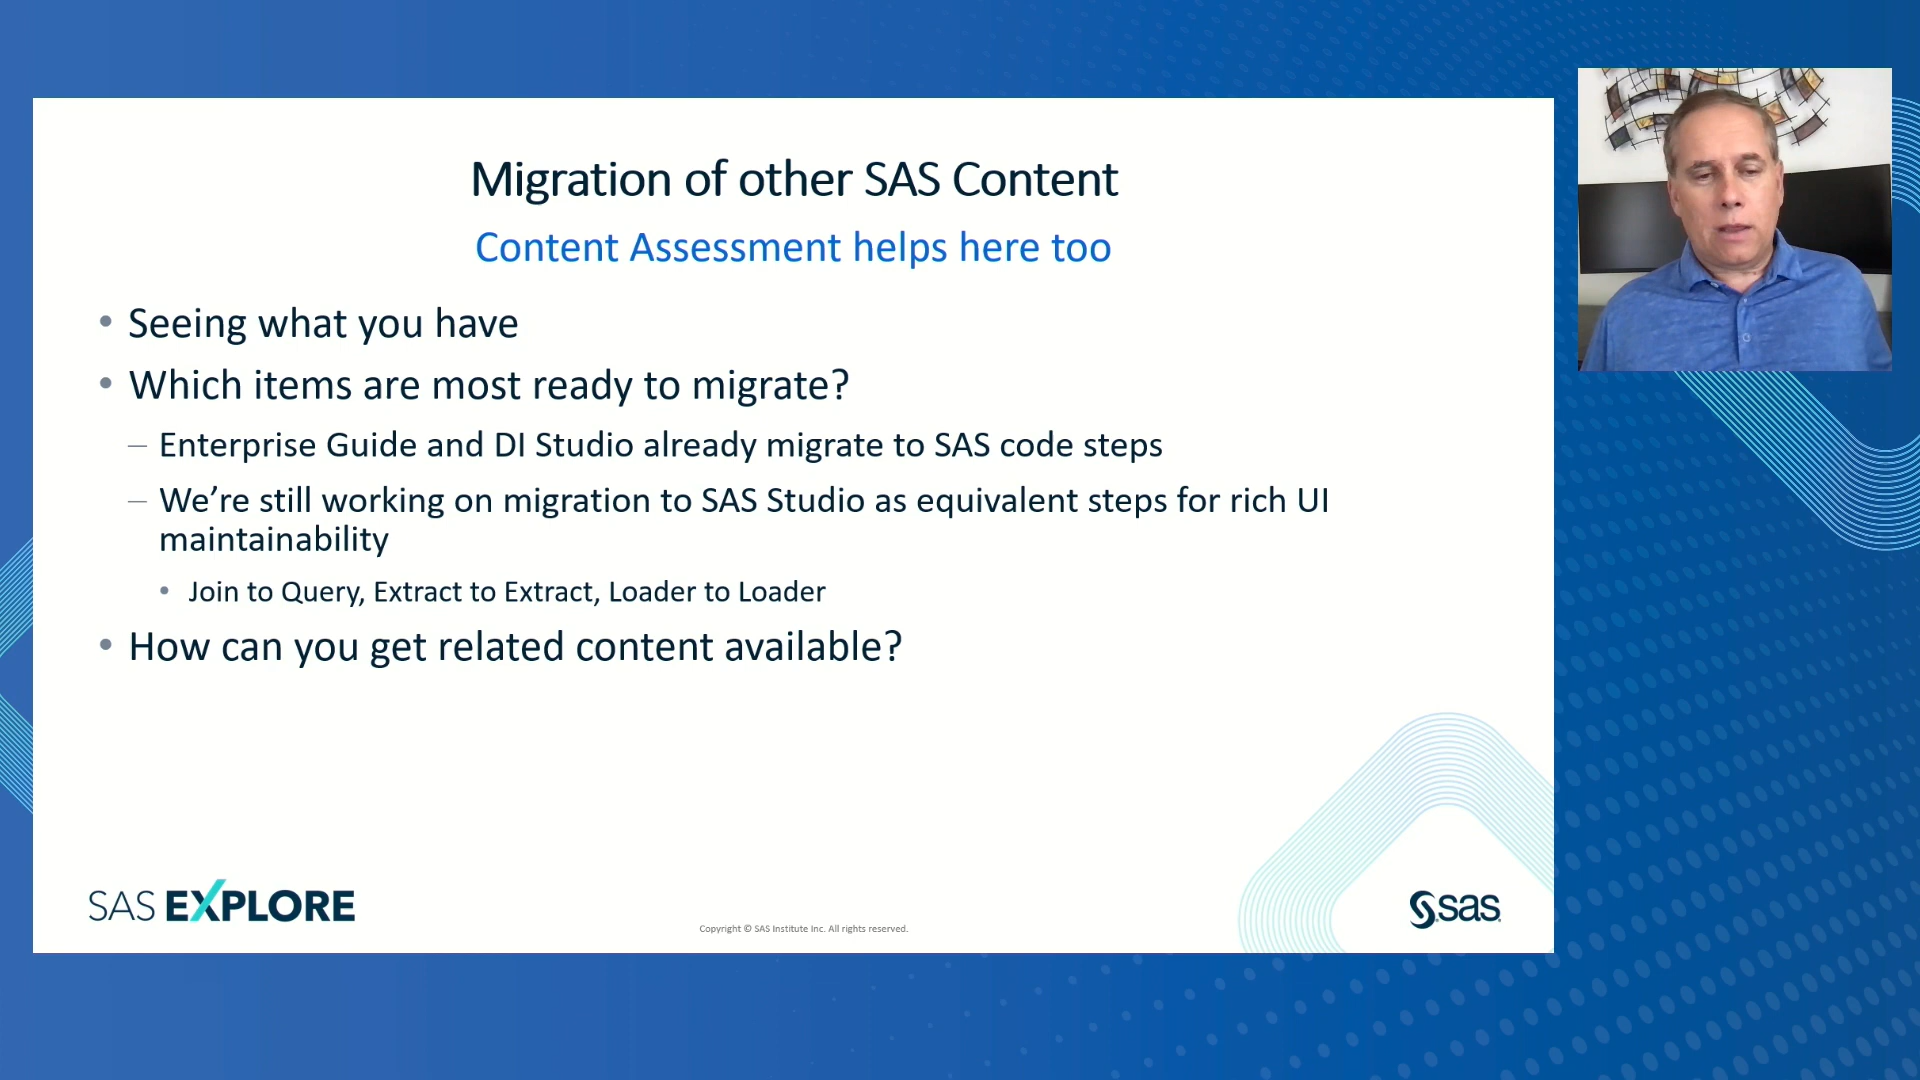 Migration of other SAS Content
Content Assessment helps here too
• Seeing what you have
• Which items are most ready to migrate?
– Enterprise Guide and DI Studio already migrate to SAS code steps
– We’re still working on migration to SAS Studio as equivalent steps for rich UI
maintainability
• Join to Query, Extract to Extract, Loader to Loader
• How can you get related content available?
SAS EXPLORE
Copyright © SAS Institute Inc. All rights reserved.
sas